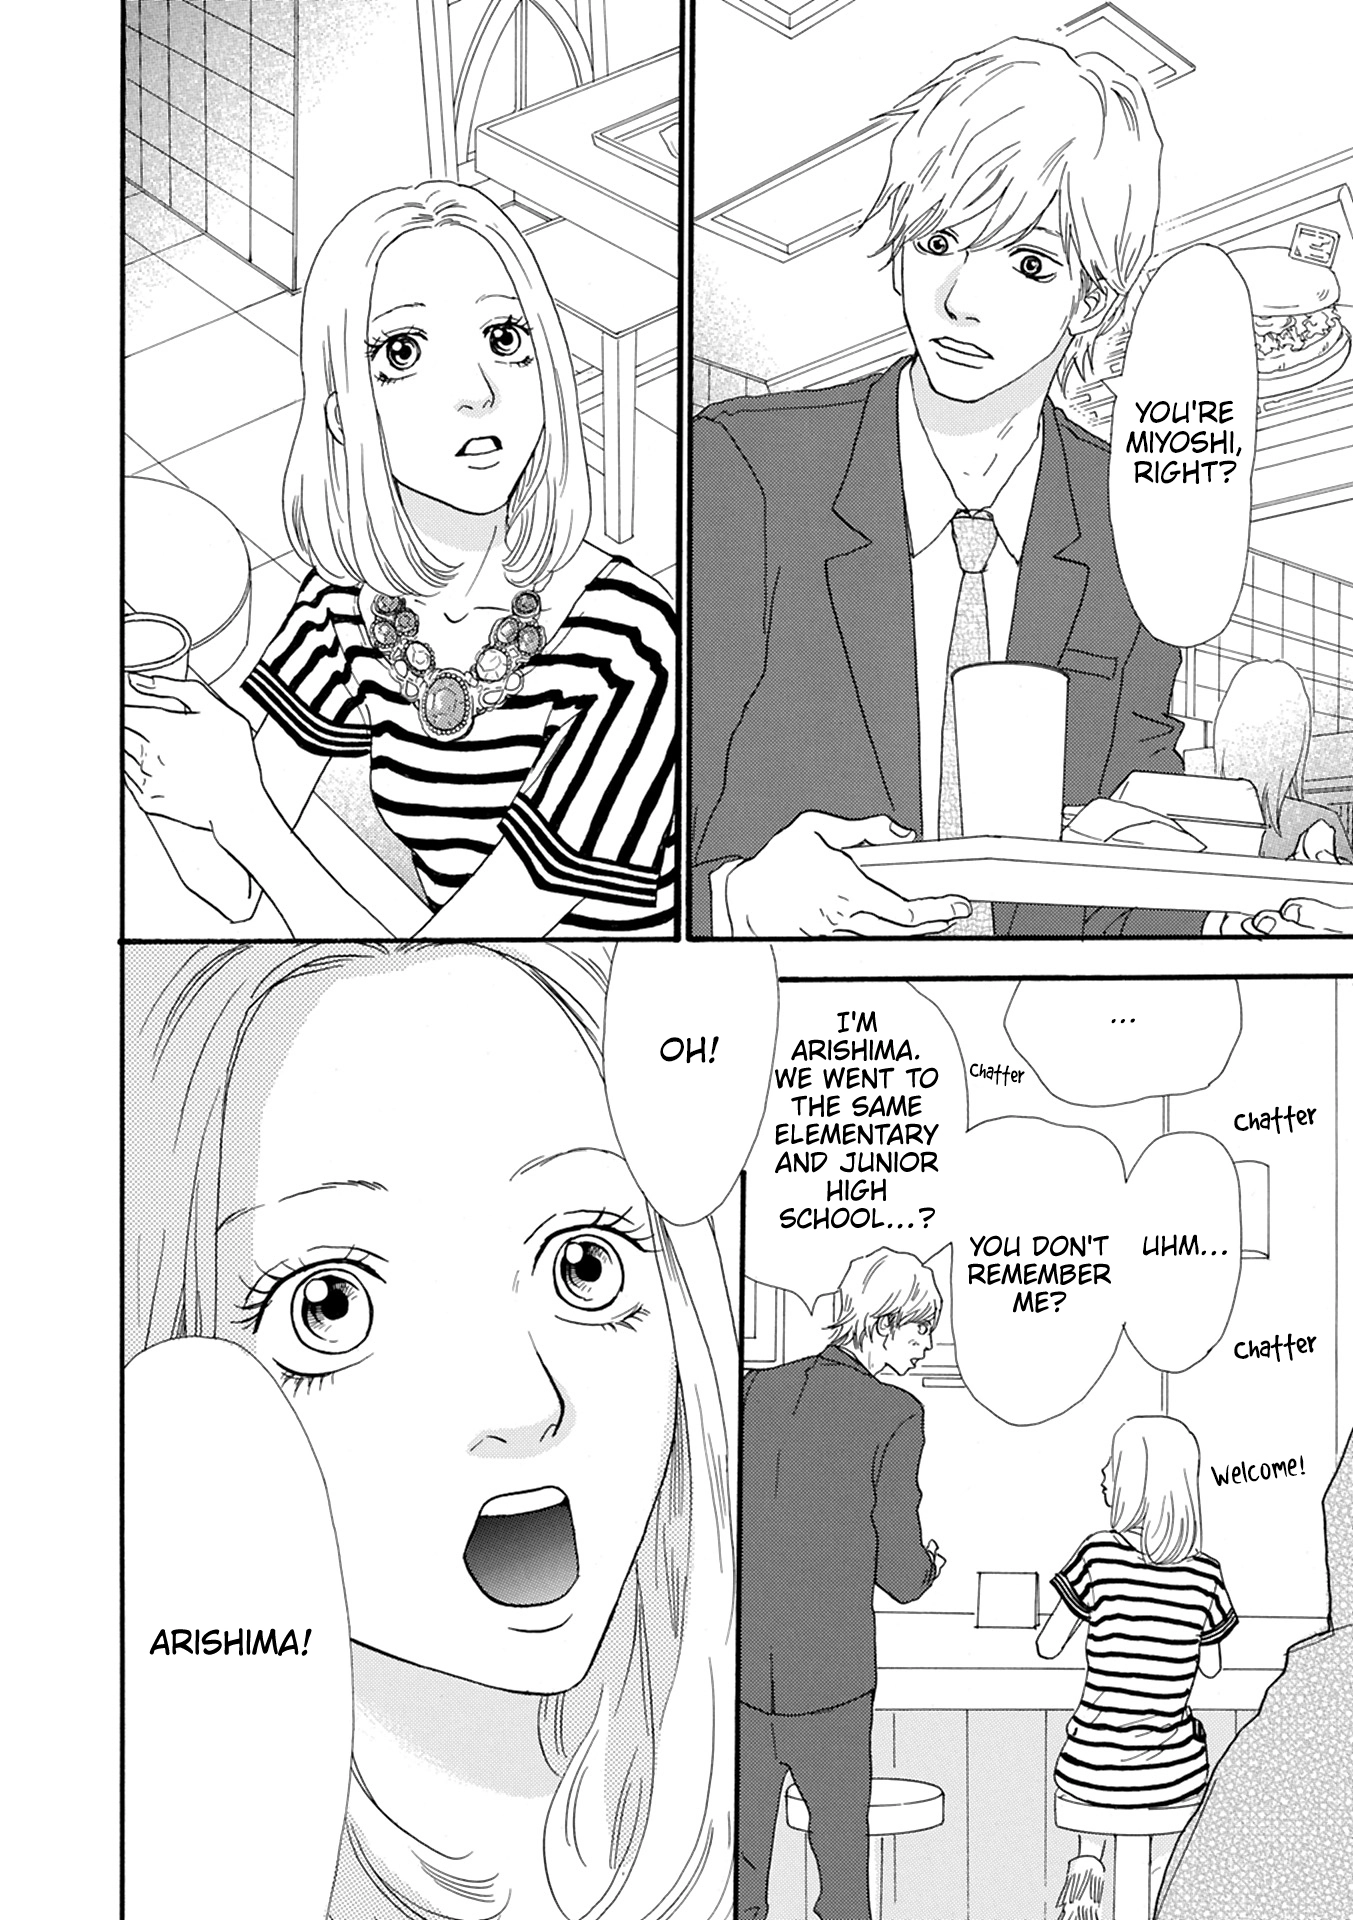 YOU'RE
MIYOSHI,
RIGHT?
...
Chatter
Chatter
UHM...
YOU DON'T
REMEMBER
ME?
I'M
ARISHIMA.
WE WENT TO
THE SAME
ELEMENTARY
AND JUNIOR
HIGH
SCHOOL...?
Chatter
Welcome!
OH!
ARISHIMA!